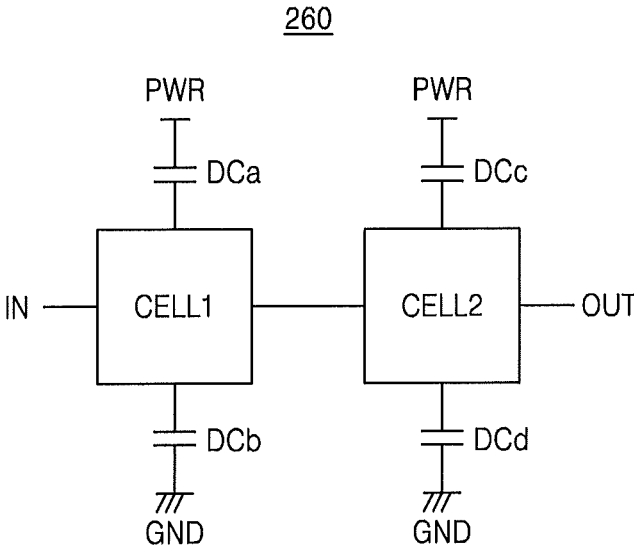 260
PWR PWR
DCa DCc
IN CELL1 CELL2 OUT
DCb DCd
GND GND